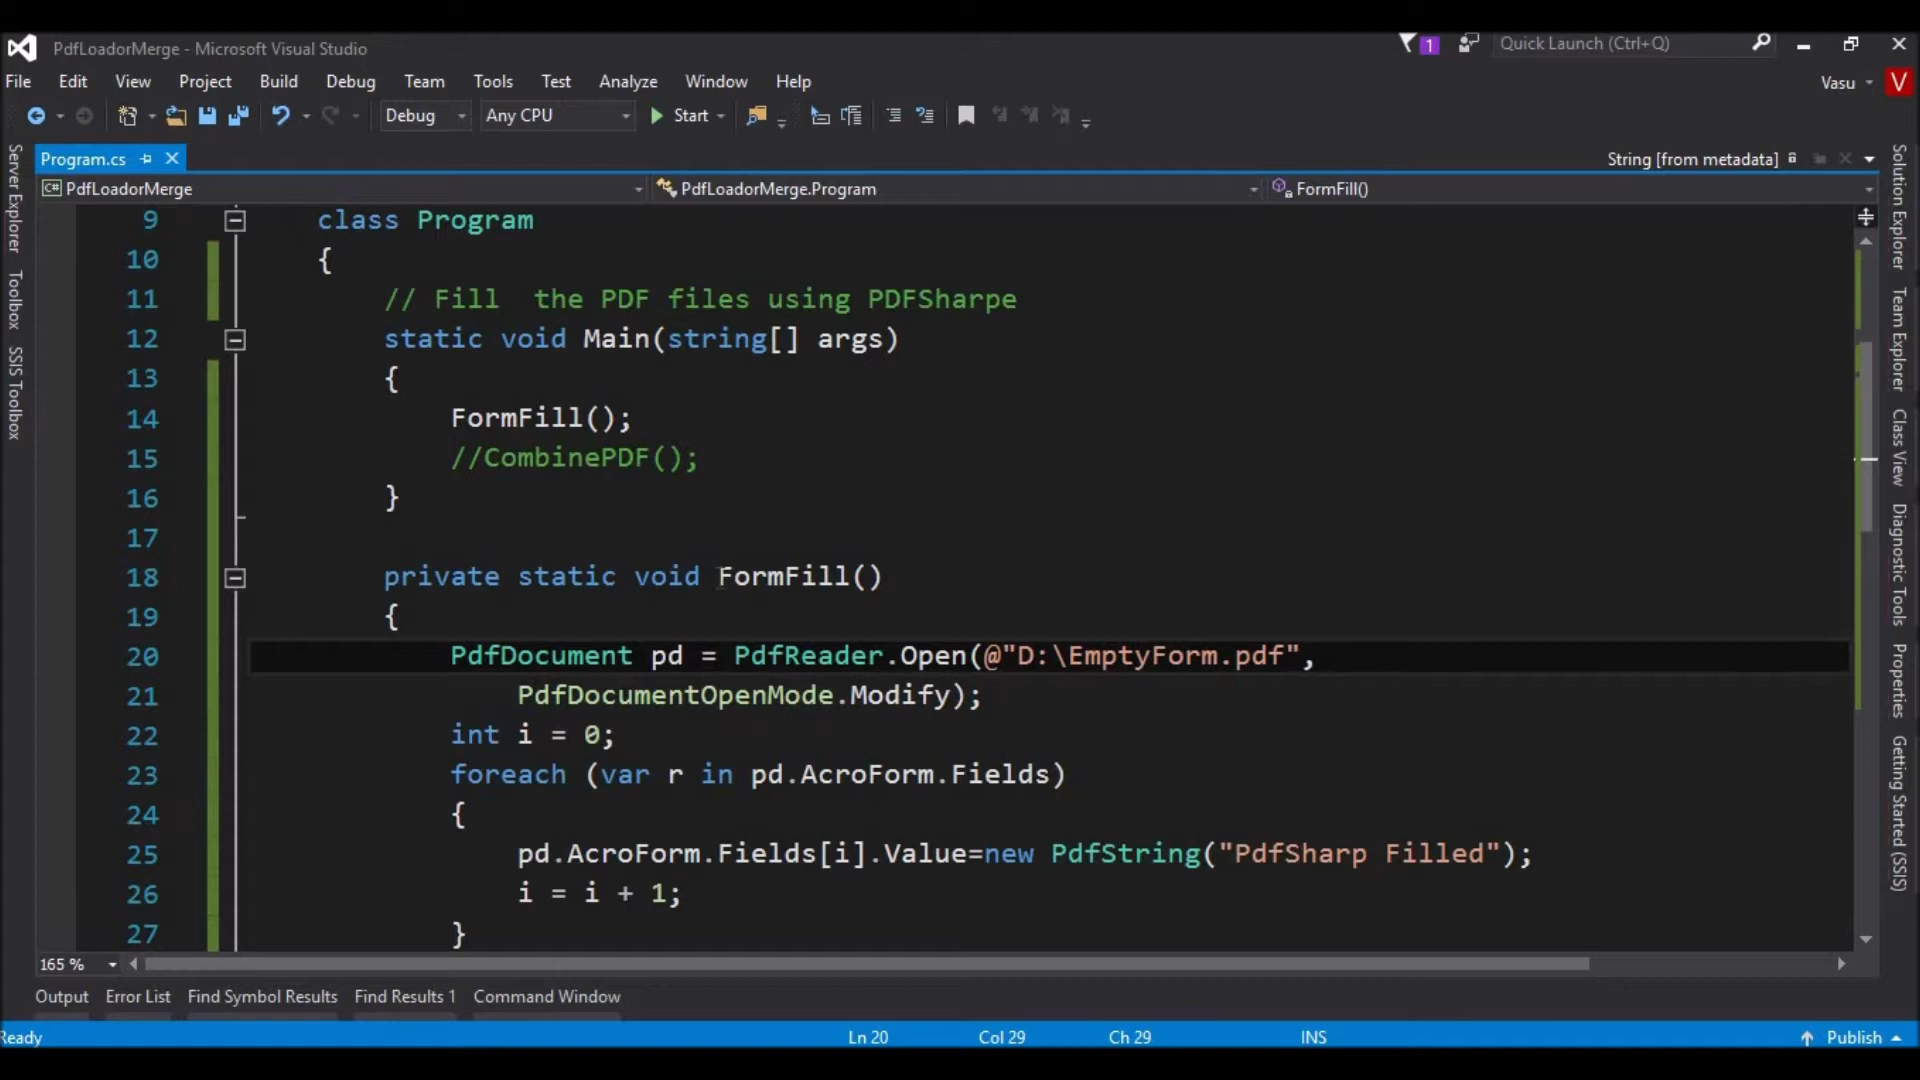 PdfLoadorMerge - Microsoft Visual Studio
1
Quick Launch (Ctrl+Q)
File Edit View Project Build Debug Team Tools Test Analyze Window Help
Vasu
V
Debug
Any CPU
Start
Program.cs
String [from metadata]
C# PdfLoadorMerge
PdfLoadorMerge.Program
FormFill()
9 class Program
10 {
11 // Fill  the PDF files using PDFSharpe
12 static void Main(string[] args)
13 {
14 FormFill();
15 //CombinePDF();
16 }
17
18 private static void FormFill()
19 {
20 PdfDocument pd = PdfReader.Open(@"D:\EmptyForm.pdf",
21 PdfDocumentOpenMode.Modify);
22 int i = 0;
23 foreach (var r in pd.AcroForm.Fields)
24 {
25 pd.AcroForm.Fields[i].Value=new PdfString("PdfSharp Filled");
26 i = i + 1;
27 }
Server Explorer
Toolbox
SSIS Toolbox
Solution Explorer
Team Explorer
Class View
Diagnostic Tools
Properties
Getting Started (SSIS)
165 %
Output Error List Find Symbol Results Find Results 1 Command Window
Ready
Ln 20
Col 29
Ch 29
INS
Publish